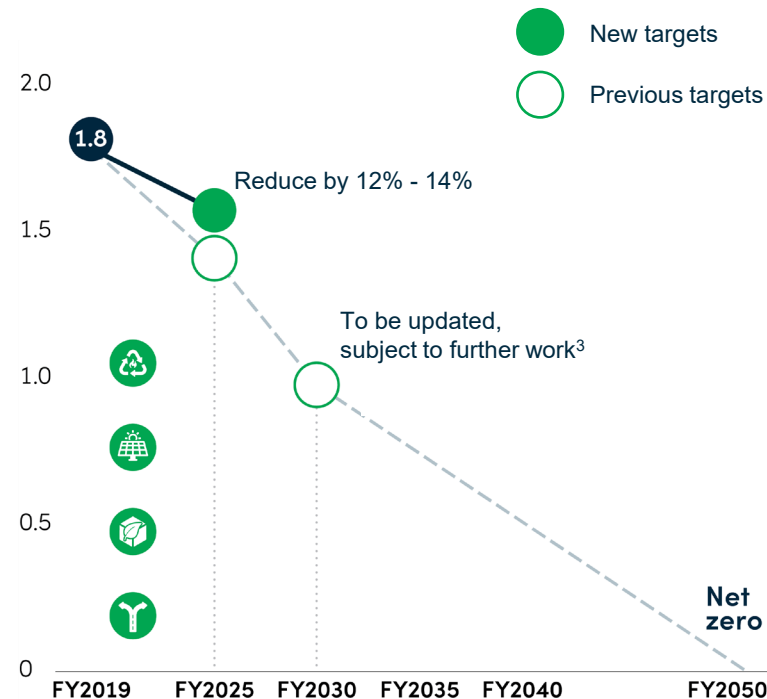 New targets
Previous targets
2.0
1.8
Reduce by 12% - 14%
1.5
To be updated,
subject to further work³
1.0
0.5
Net
zero
0
FY2019 FY2025 FY2030 FY2035 FY2040 FY2050